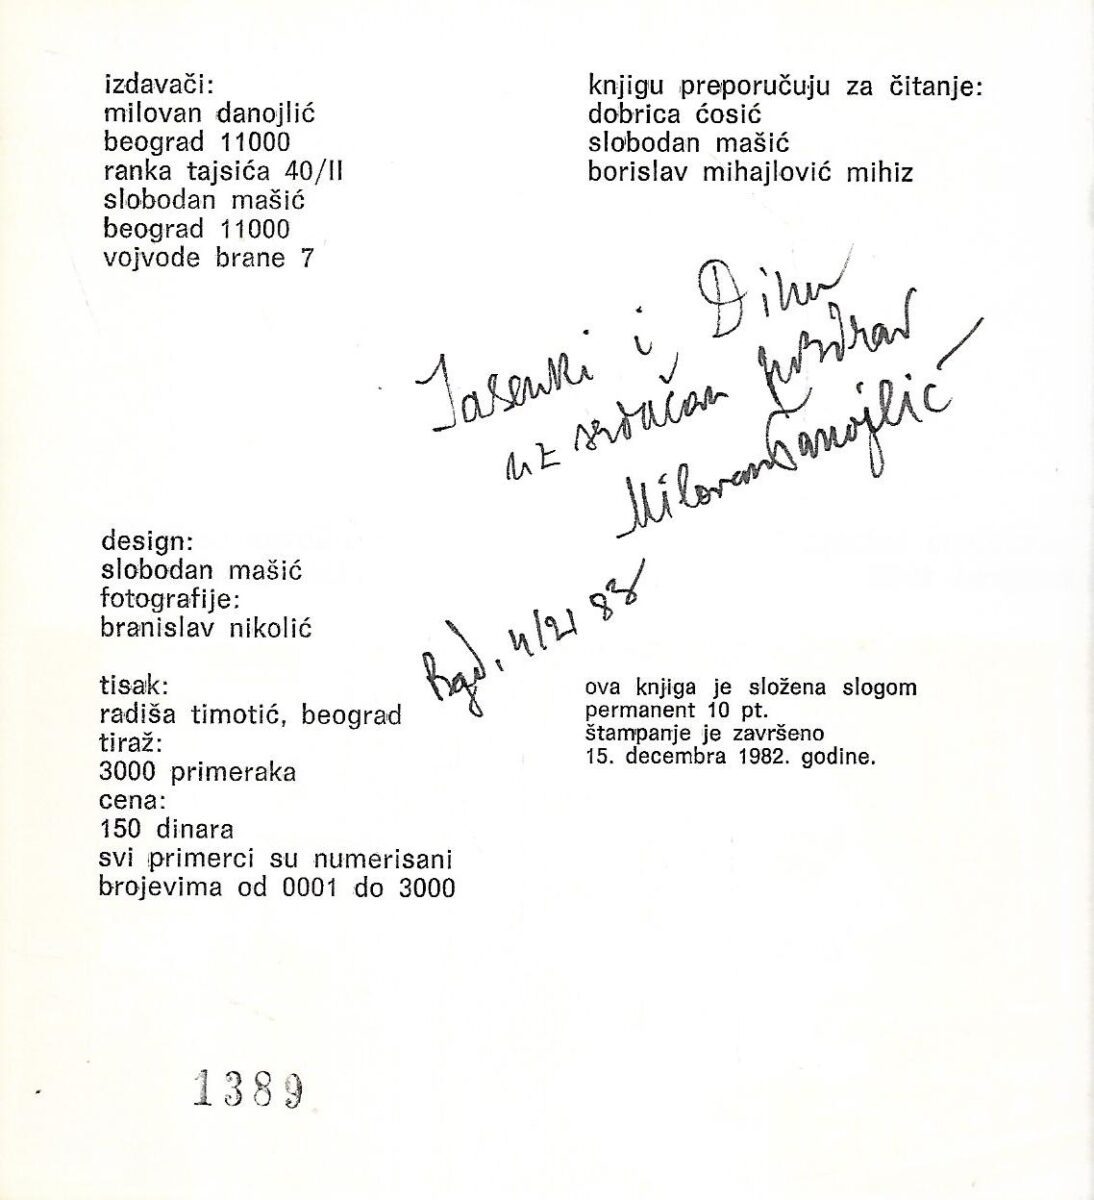 izdavači:
milovan danojlić
beograd 11000
ranka tajsića 40/II
slobodan mašić
beograd 11000
vojvode brane 7
knjigu preporučuju za čitanje:
dobrica ćosić
slobodan mašić
borislav mihajlović mihiz
Jasenki i
uz srdačan pozdrav
Milovan Danojlić
Bgd,
design:
slobodan mašić
fotografije:
branislav nikolić
tisak:
radiša timotić, beograd
tiraž:
3000 primeraka
cena:
150 dinara
svi primerci su numerisani
brojevima od 0001 do 3000
ova knjiga je složena slogom
permanent 10 pt.
štampanje je završeno
15. decembra 1982. godine.
1389